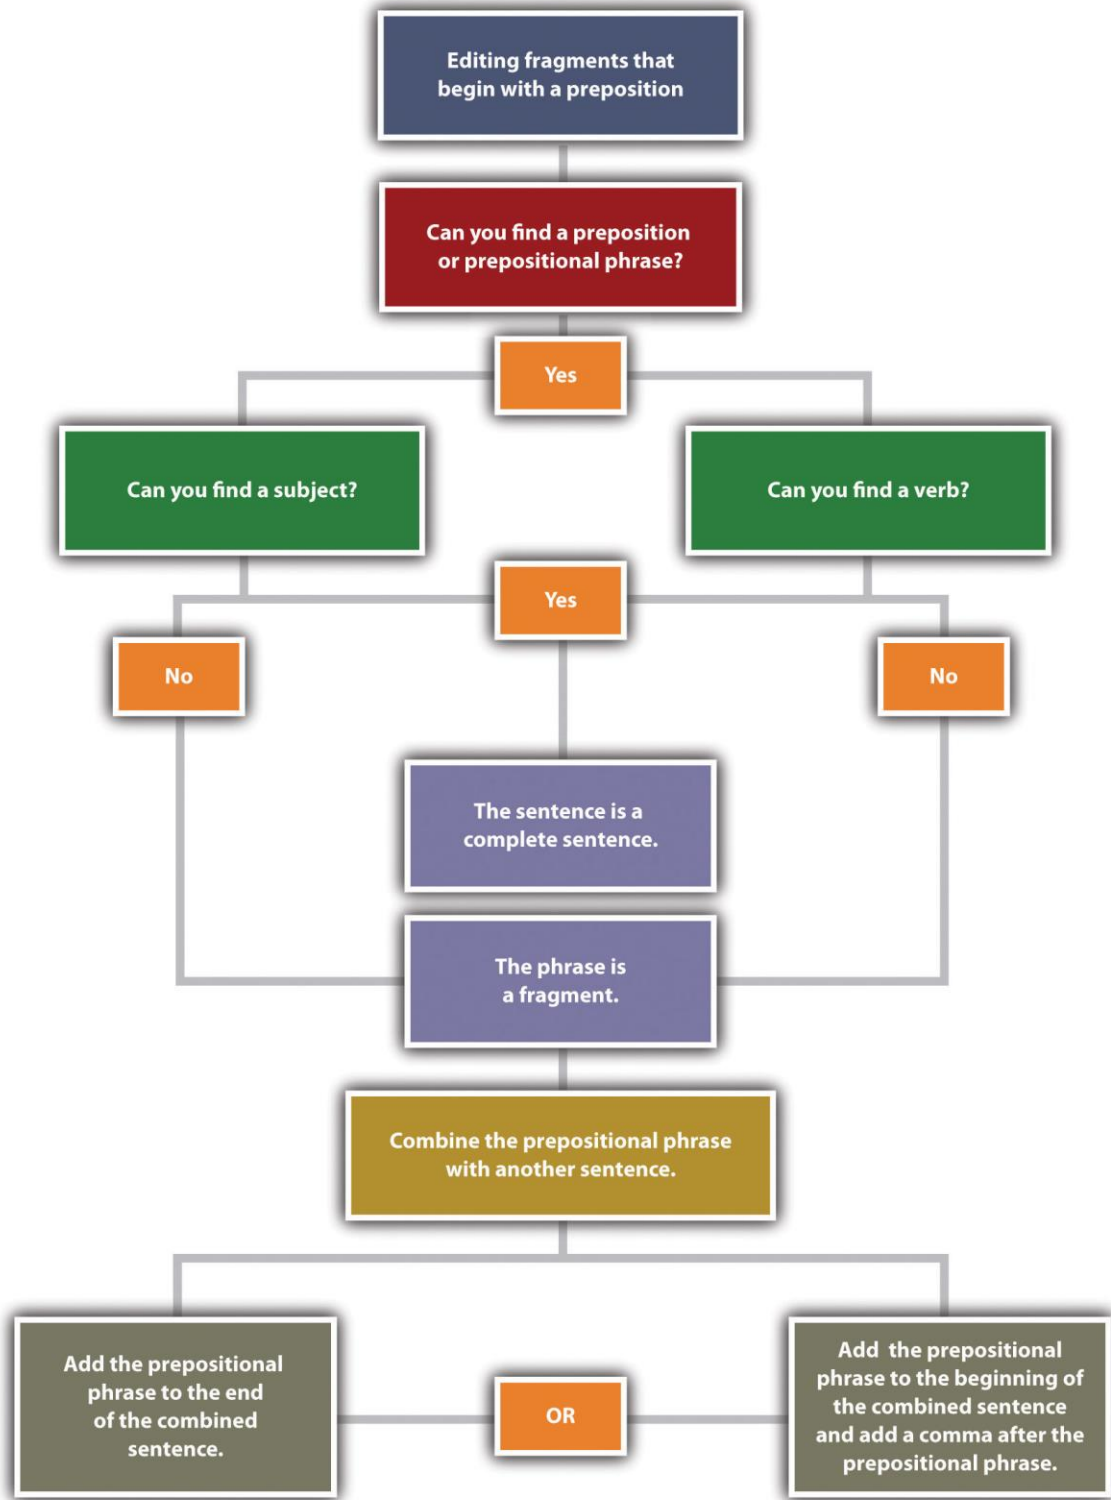 Editing fragments that
begin with a preposition
Can you find a preposition
or prepositional phrase?
Yes
Can you find a subject?
Can you find a verb?
Yes
No
No
The sentence is a
complete sentence.
The phrase is
a fragment.
Combine the prepositional phrase
with another sentence.
Add the prepositional
phrase to the end
of the combined
sentence.
OR
Add the prepositional
phrase to the beginning of
the combined sentence
and add a comma after the
prepositional phrase.